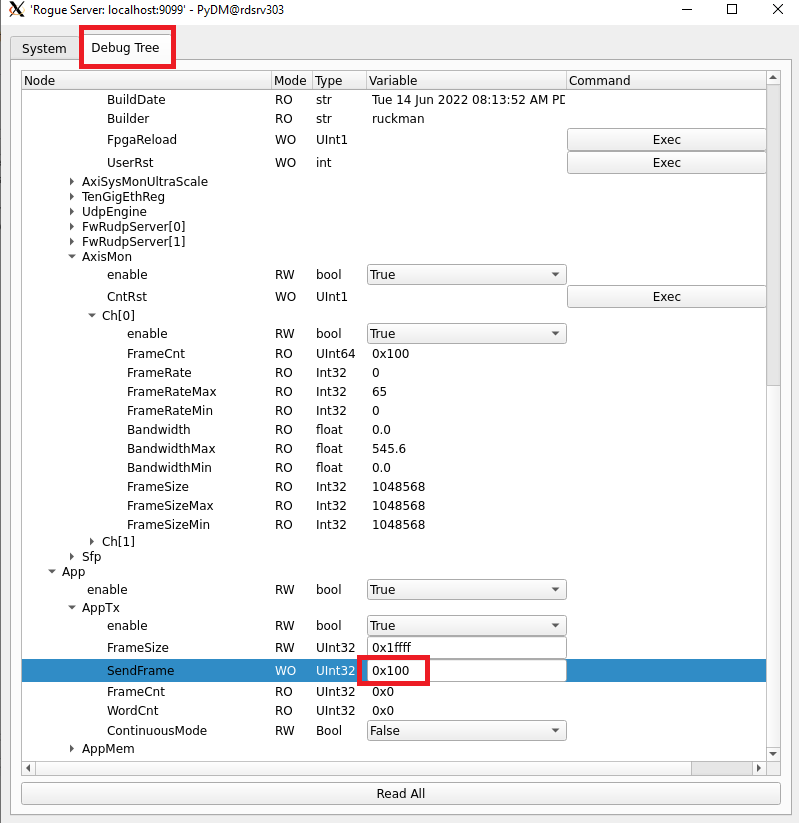 'Rogue Server: localhost:9099' - PyDM@rdsrv303
System Debug Tree
Node Mode Type Variable Command
BuildDate RO str Tue 14 Jun 2022 08:13:52 AM PD
Builder RO str ruckman
FpgaReload WO UInt1 Exec
UserRst WO int Exec
AxiSysMonUltraScale
TenGigEthReg
UdpEngine
FwRudpServer[0]
FwRudpServer[1]
AxisMon
enable RW bool True
CntRst WO UInt1 Exec
Ch[0]
enable RW bool True
FrameCnt RO UInt64 0x100
FrameRate RO Int32 0
FrameRateMax RO Int32 65
FrameRateMin RO Int32 0
Bandwidth RO float 0.0
BandwidthMax RO float 545.6
BandwidthMin RO float 0.0
FrameSize RO Int32 1048568
FrameSizeMax RO Int32 1048568
FrameSizeMin RO Int32 1048568
Ch[1]
Sfp
App
enable RW bool True
AppTx
enable RW bool True
FrameSize RW UInt32 0x1ffff
SendFrame WO UInt32 0x100
FrameCnt RO UInt32 0x0
WordCnt RO UInt32 0x0
ContinuousMode RW Bool False
AppMem
Read All